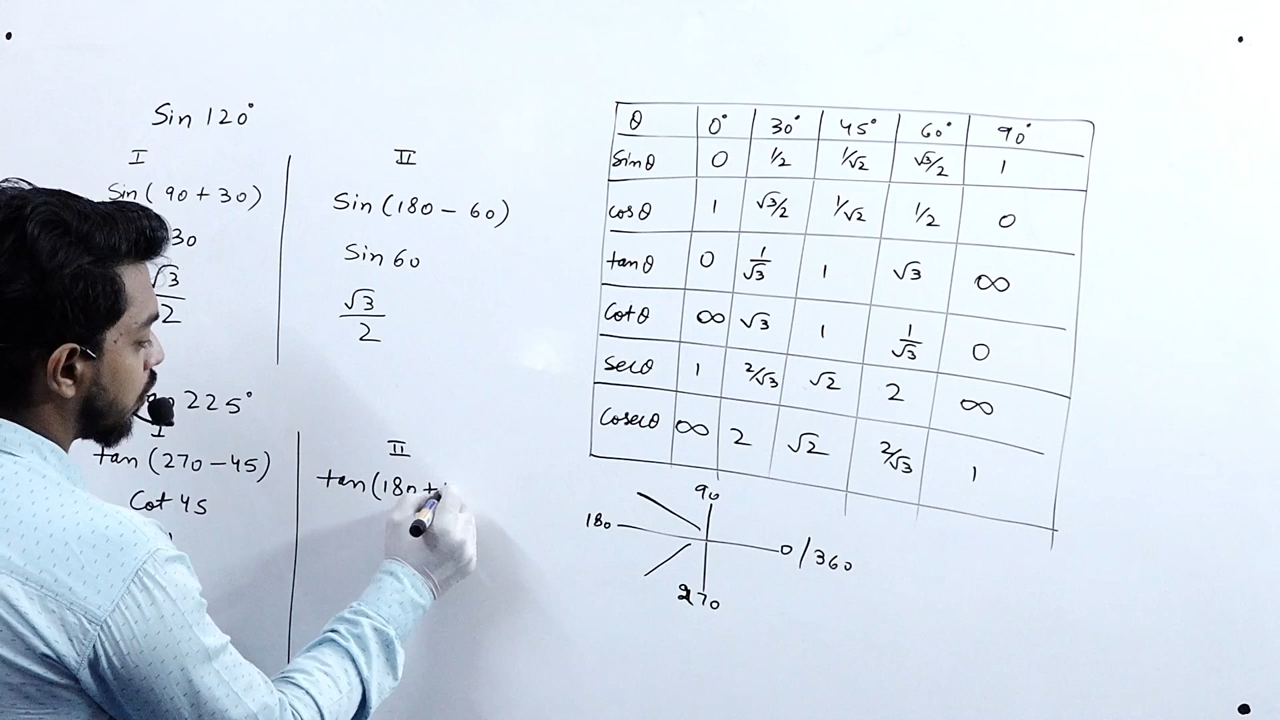 Sin 120°
I
Sin (90 + 30)
30
√3
2
II
Sin (180 - 60)
Sin 60
√3
2
225°
I
tan (270 - 45)
Cot 45
II
tan (180 +
θ 0° 30° 45° 60° 90°
Sinθ 0 1/2 1/√2 √3/2 1
cosθ 1 √3/2 1/√2 1/2 0
tanθ 0 1/√3 1 √3 ∞
Cotθ ∞ √3 1 1/√3 0
Secθ 1 2/√3 √2 2 ∞
Cosecθ ∞ 2 √2 2/√3 1
90
180
0/360
270